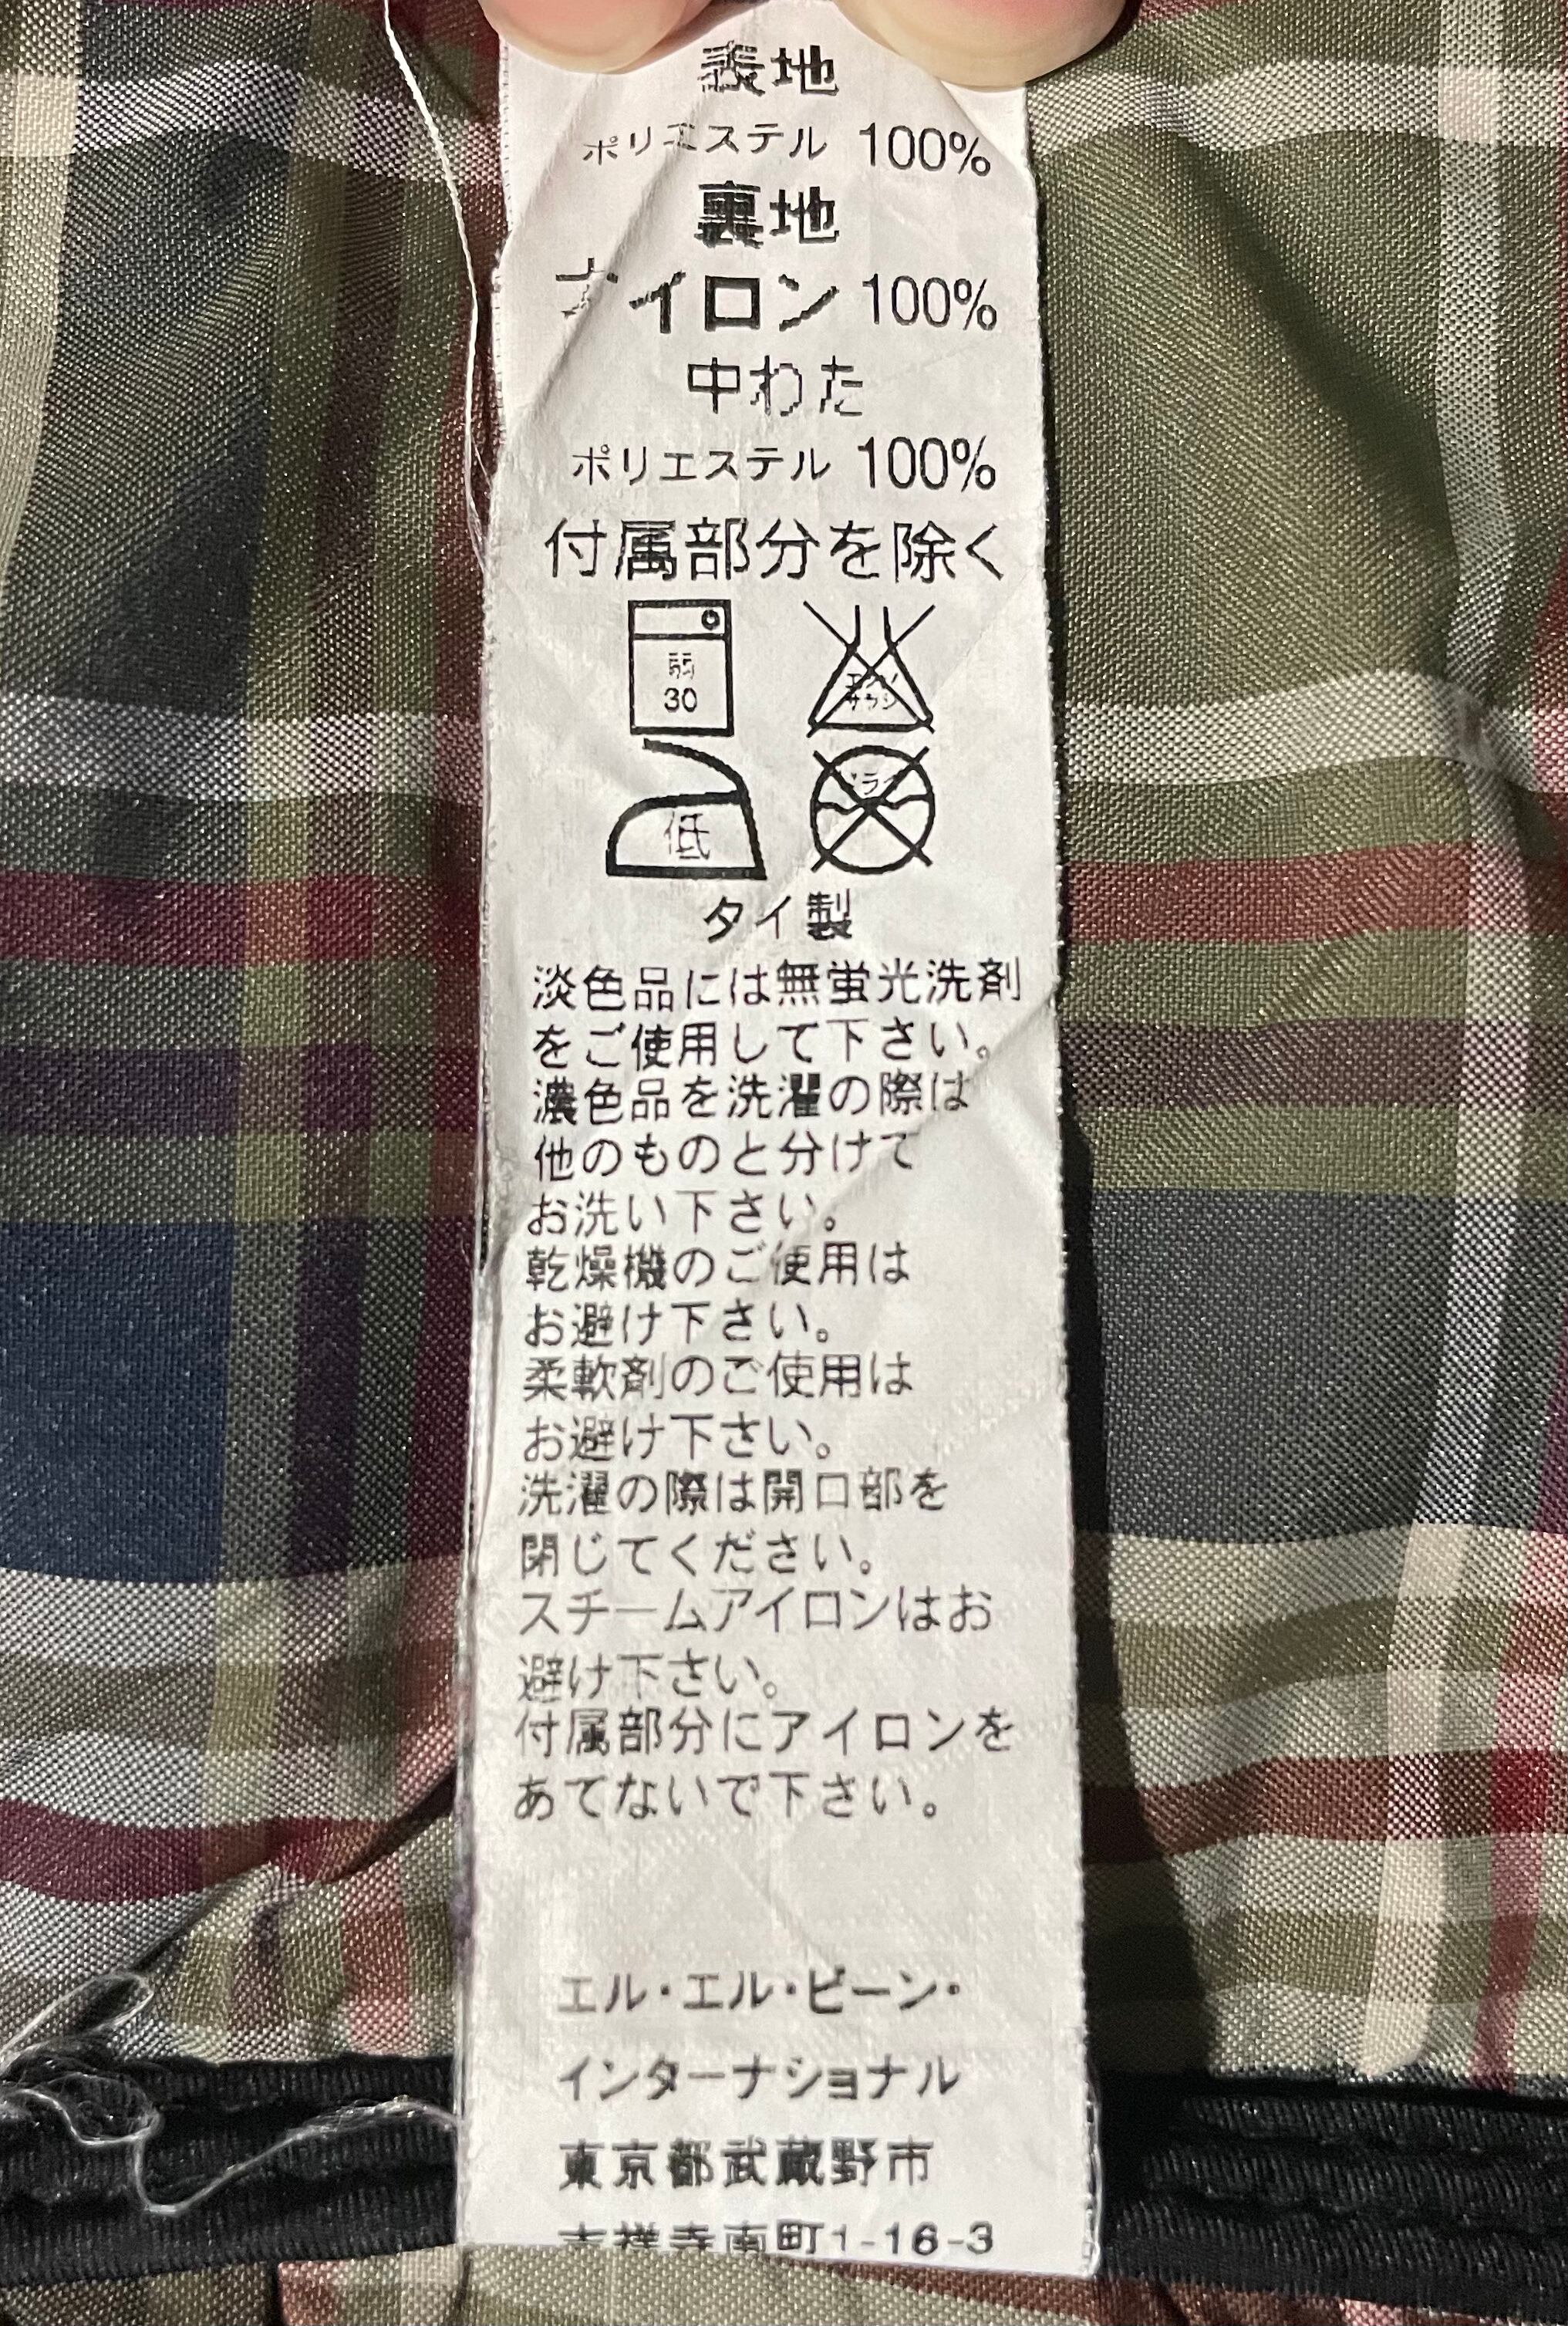 表地
ポリエステル 100%
裏地
ナイロン 100%
中わた
ポリエステル 100%
付属部分を除く
弱
30
エンソ
サラシ
低
ドライ
タイ製
淡色品には無蛍光洗剤
をご使用して下さい。
濃色品を洗濯の際は
他のものと分けて
お洗い下さい。
乾燥機のご使用は
お避け下さい。
柔軟剤のご使用は
お避け下さい。
洗濯の際は開口部を
閉じてください。
スチームアイロンはお
避け下さい。
付属部分にアイロンを
あてないで下さい。
エル・エル・ビーン・
インターナショナル
東京都武蔵野市
吉祥寺南町1-16-3